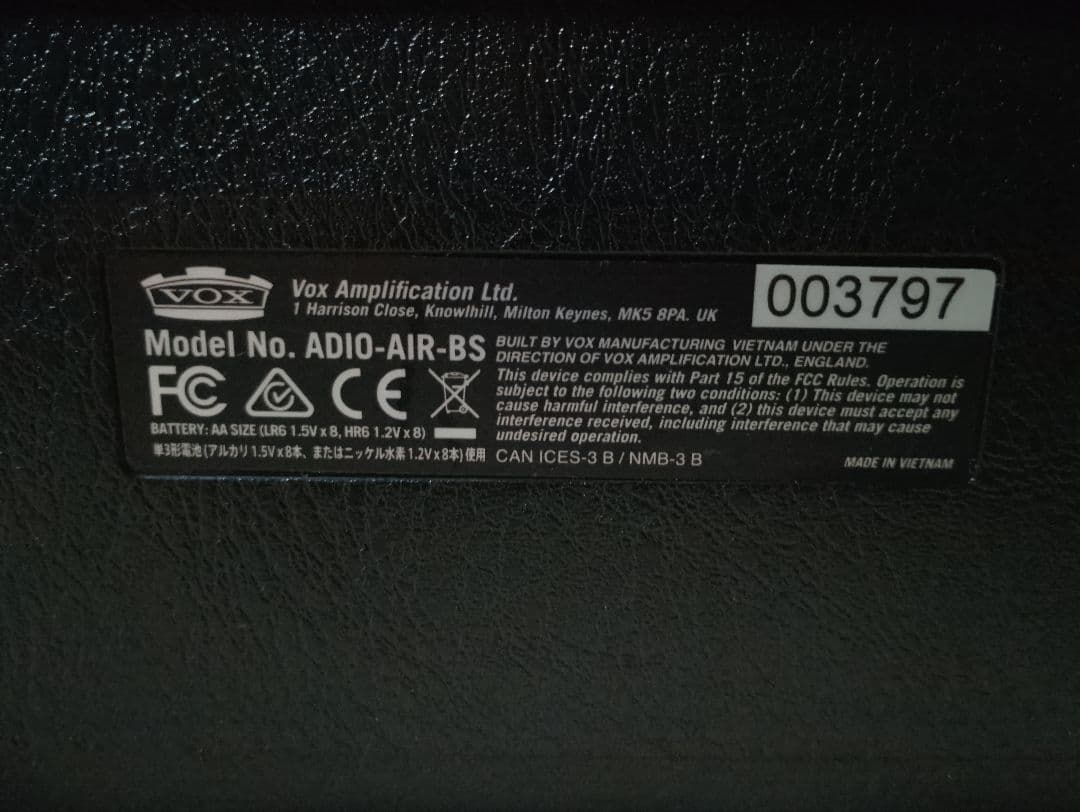 VOX
Vox Amplification Ltd.
1 Harrison Close, Knowlhill, Milton Keynes, MK5 8PA. UK
003797
Model No. ADIO-AIR-BS
BUILT BY VOX MANUFACTURING VIETNAM UNDER THE
DIRECTION OF VOX AMPLIFICATION LTD., ENGLAND.
FC CE
This device complies with Part 15 of the FCC Rules. Operation is
subject to the following two conditions: (1) This device may not
cause harmful interference, and (2) this device must accept any
interference received, including interference that may cause
undesired operation.
BATTERY: AA SIZE (LR6 1.5V x 8, HR6 1.2V x 8)
単3形電池(アルカリ1.5V x 8本、またはニッケル水素1.2V x 8本)使用
CAN ICES-3 B / NMB-3 B
MADE IN VIETNAM